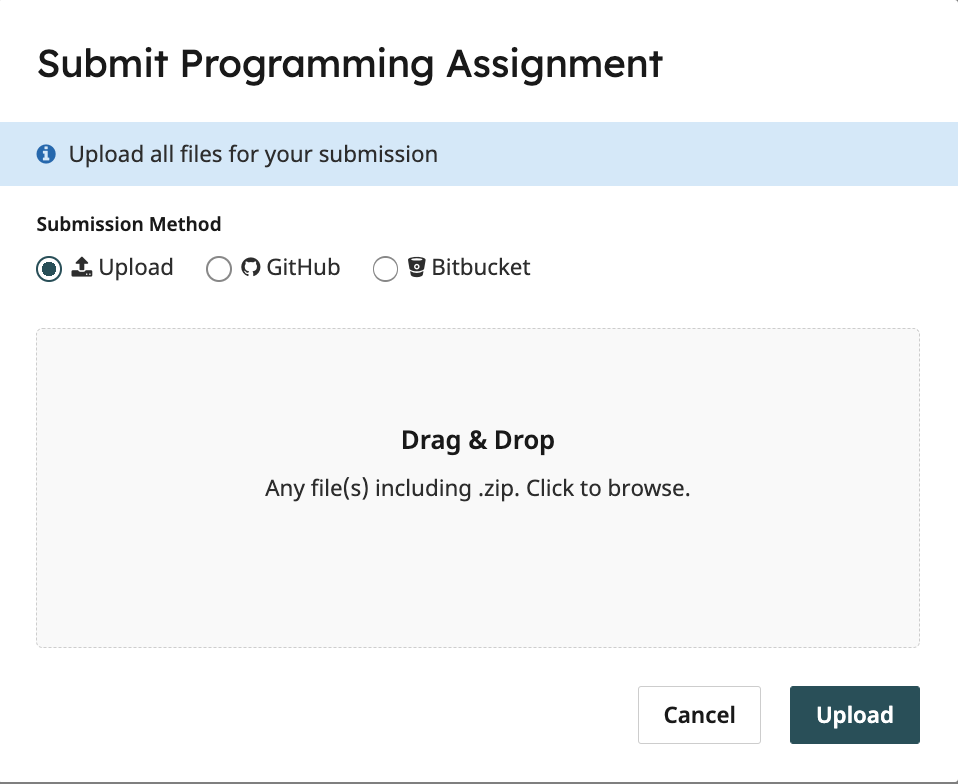 Submit Programming Assignment
Upload all files for your submission
Submission Method
Upload GitHub Bitbucket
Drag & Drop
Any file(s) including .zip. Click to browse.
Cancel Upload